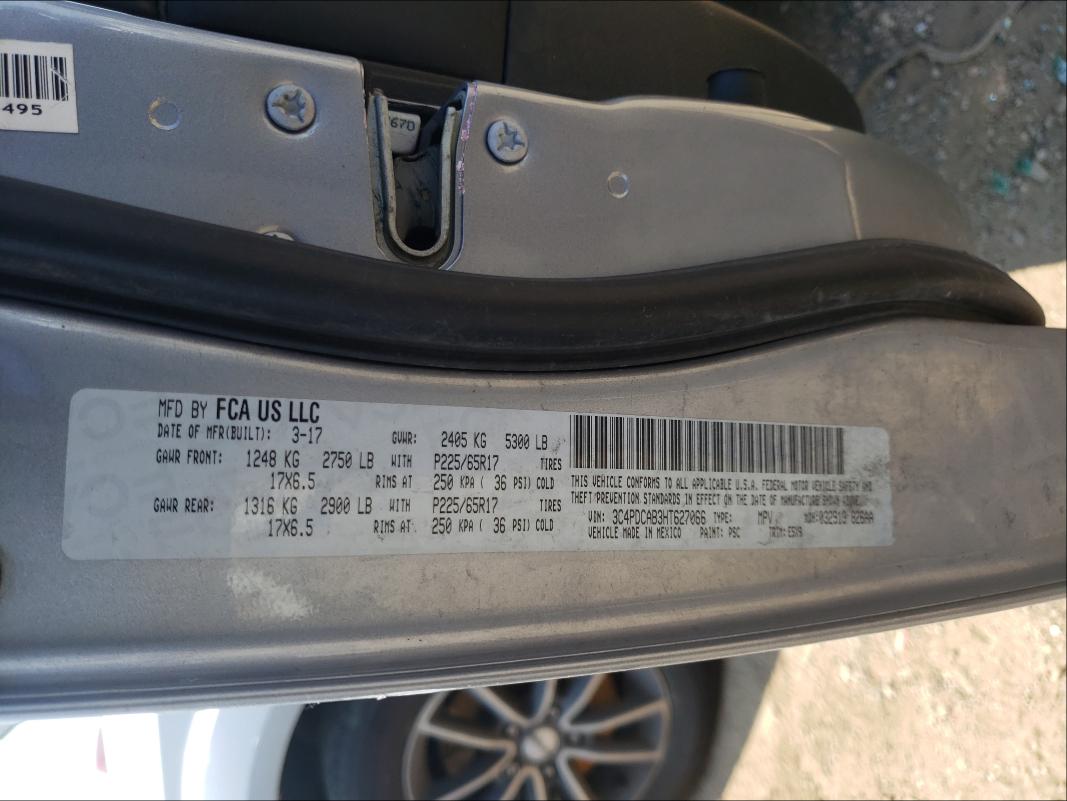 495
MFD BY FCA US LLC
DATE OF MFR(BUILT): 3-17 GVWR: 2405 KG 5300 LB
GAWR FRONT: 1248 KG 2750 LB WITH P225/65R17 TIRES
17X6.5 RIMS AT 250 KPA ( 36 PSI) COLD
GAWR REAR: 1316 KG 2900 LB WITH P225/65R17 TIRES
17X6.5 RIMS AT 250 KPA ( 36 PSI) COLD
THIS VEHICLE CONFORMS TO ALL APPLICABLE U.S.A. FEDERAL MOTOR VEHICLE SAFETY AND
THEFT PREVENTION STANDARDS IN EFFECT ON THE DATE OF MANUFACTURE SHOWN ABOVE.
VIN: 3C4PDCAB3HT627066 TYPE: MPV MDH:
VEHICLE MADE IN MEXICO PAINT: PSC TRIM: